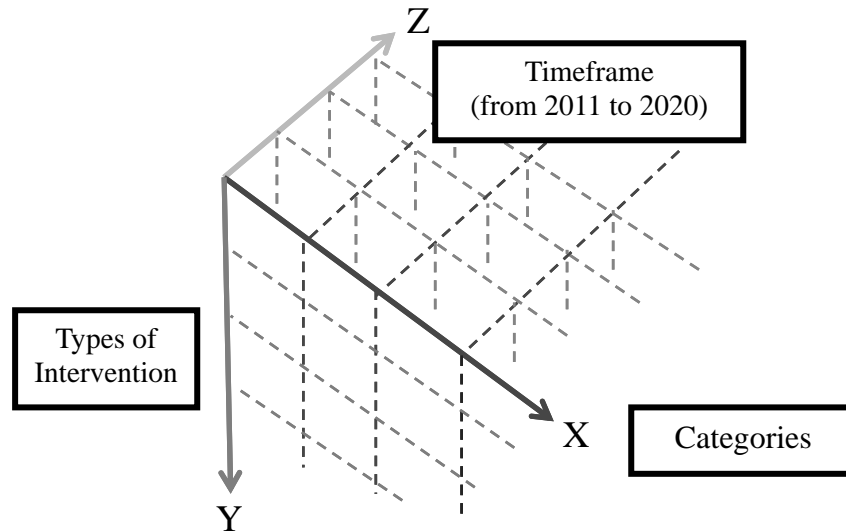 Z
Timeframe
(from 2011 to 2020)
Types of
Intervention
X
Categories
Y